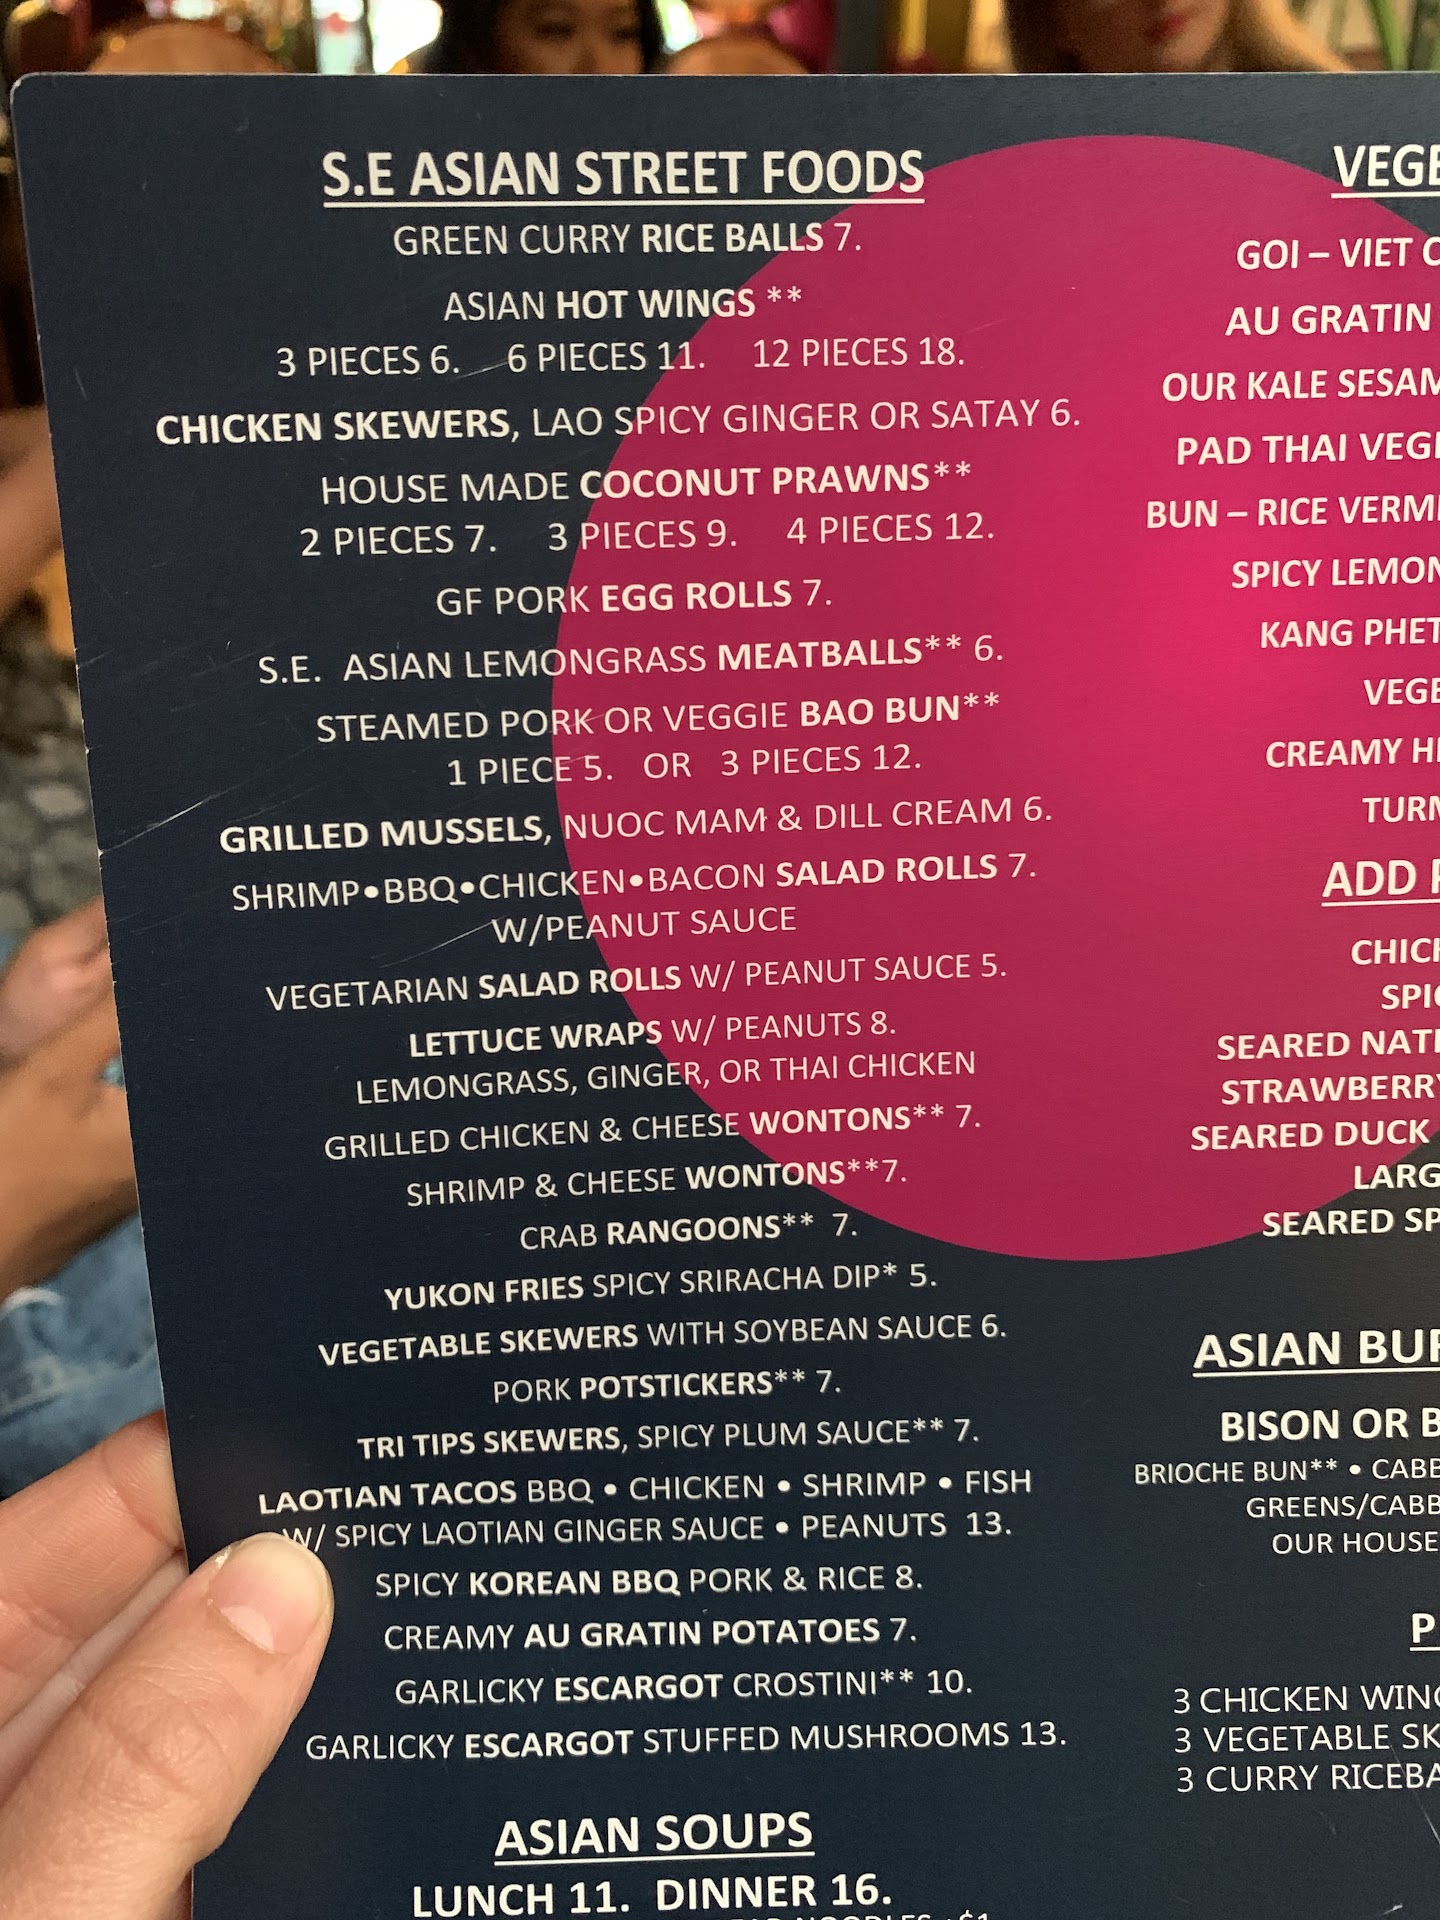 S.E ASIAN STREET FOODS
GREEN CURRY RICE BALLS 7.
ASIAN HOT WINGS **
3 PIECES 6. 6 PIECES 11. 12 PIECES 18.
CHICKEN SKEWERS, LAO SPICY GINGER OR SATAY 6.
HOUSE MADE COCONUT PRAWNS**
2 PIECES 7. 3 PIECES 9. 4 PIECES 12.
GF PORK EGG ROLLS 7.
S.E. ASIAN LEMONGRASS MEATBALLS** 6.
STEAMED PORK OR VEGGIE BAO BUN**
1 PIECE 5. OR 3 PIECES 12.
GRILLED MUSSELS, NUOC MAM & DILL CREAM 6.
SHRIMP•BBQ•CHICKEN•BACON SALAD ROLLS 7.
W/PEANUT SAUCE
VEGETARIAN SALAD ROLLS W/ PEANUT SAUCE 5.
LETTUCE WRAPS W/ PEANUTS 8.
LEMONGRASS, GINGER, OR THAI CHICKEN
GRILLED CHICKEN & CHEESE WONTONS** 7.
SHRIMP & CHEESE WONTONS**7.
CRAB RANGOONS** 7.
YUKON FRIES SPICY SRIRACHA DIP* 5.
VEGETABLE SKEWERS WITH SOYBEAN SAUCE 6.
PORK POTSTICKERS** 7.
TRI TIPS SKEWERS, SPICY PLUM SAUCE** 7.
LAOTIAN TACOS BBQ • CHICKEN • SHRIMP • FISH
W/ SPICY LAOTIAN GINGER SAUCE • PEANUTS 13.
SPICY KOREAN BBQ PORK & RICE 8.
CREAMY AU GRATIN POTATOES 7.
GARLICKY ESCARGOT CROSTINI** 10.
GARLICKY ESCARGOT STUFFED MUSHROOMS 13.
ASIAN SOUPS
LUNCH 11. DINNER 16.
VEGE
GOI – VIET
AU GRATIN
OUR KALE SESAM
PAD THAI VEGI
BUN – RICE VERMI
SPICY LEMON
KANG PHET
VEGE
CREAMY H
TURM
ADD
CHIC
SPIC
SEARED NATI
STRAWBERRY
SEARED DUCK
LARG
SEARED SP
ASIAN BUR
BISON OR B
BRIOCHE BUN** • CABB
GREENS/CABB
OUR HOUSE
P
3 CHICKEN WING
3 VEGETABLE SK
3 CURRY RICEBA